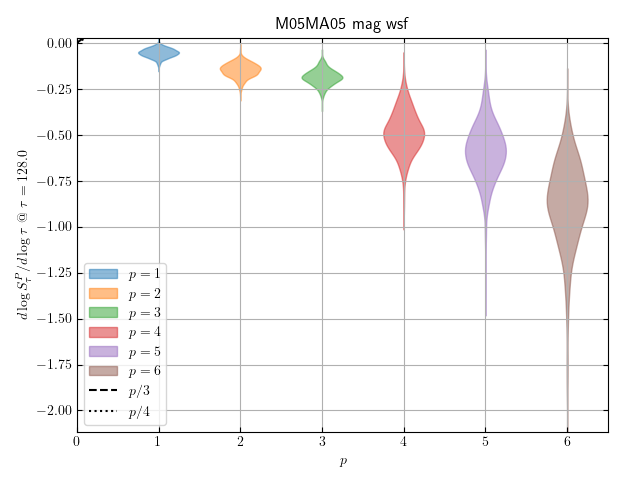 M05MA05 mag wsf
d log S_τ^p / d log τ @ τ = 128.0
0.00
−0.25
−0.50
−0.75
−1.00
−1.25
−1.50
−1.75
−2.00
p = 1
p = 2
p = 3
p = 4
p = 5
p = 6
p/3
p/4
0 1 2 3 4 5 6
p